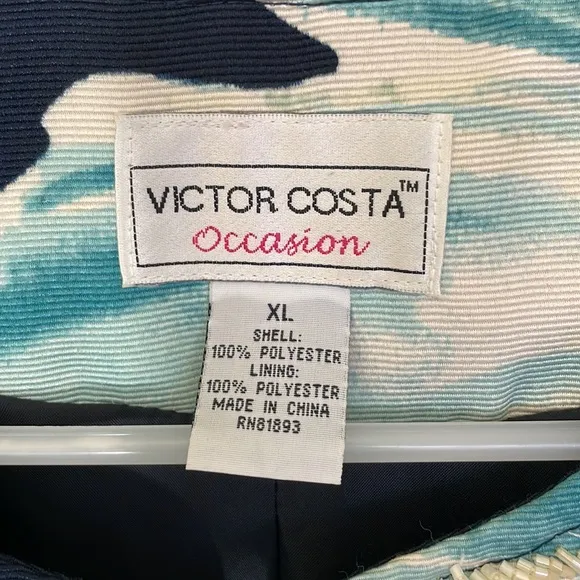 VICTOR COSTA™
Occasion
XL
SHELL:
100% POLYESTER
LINING:
100% POLYESTER
MADE IN CHINA
RN81893